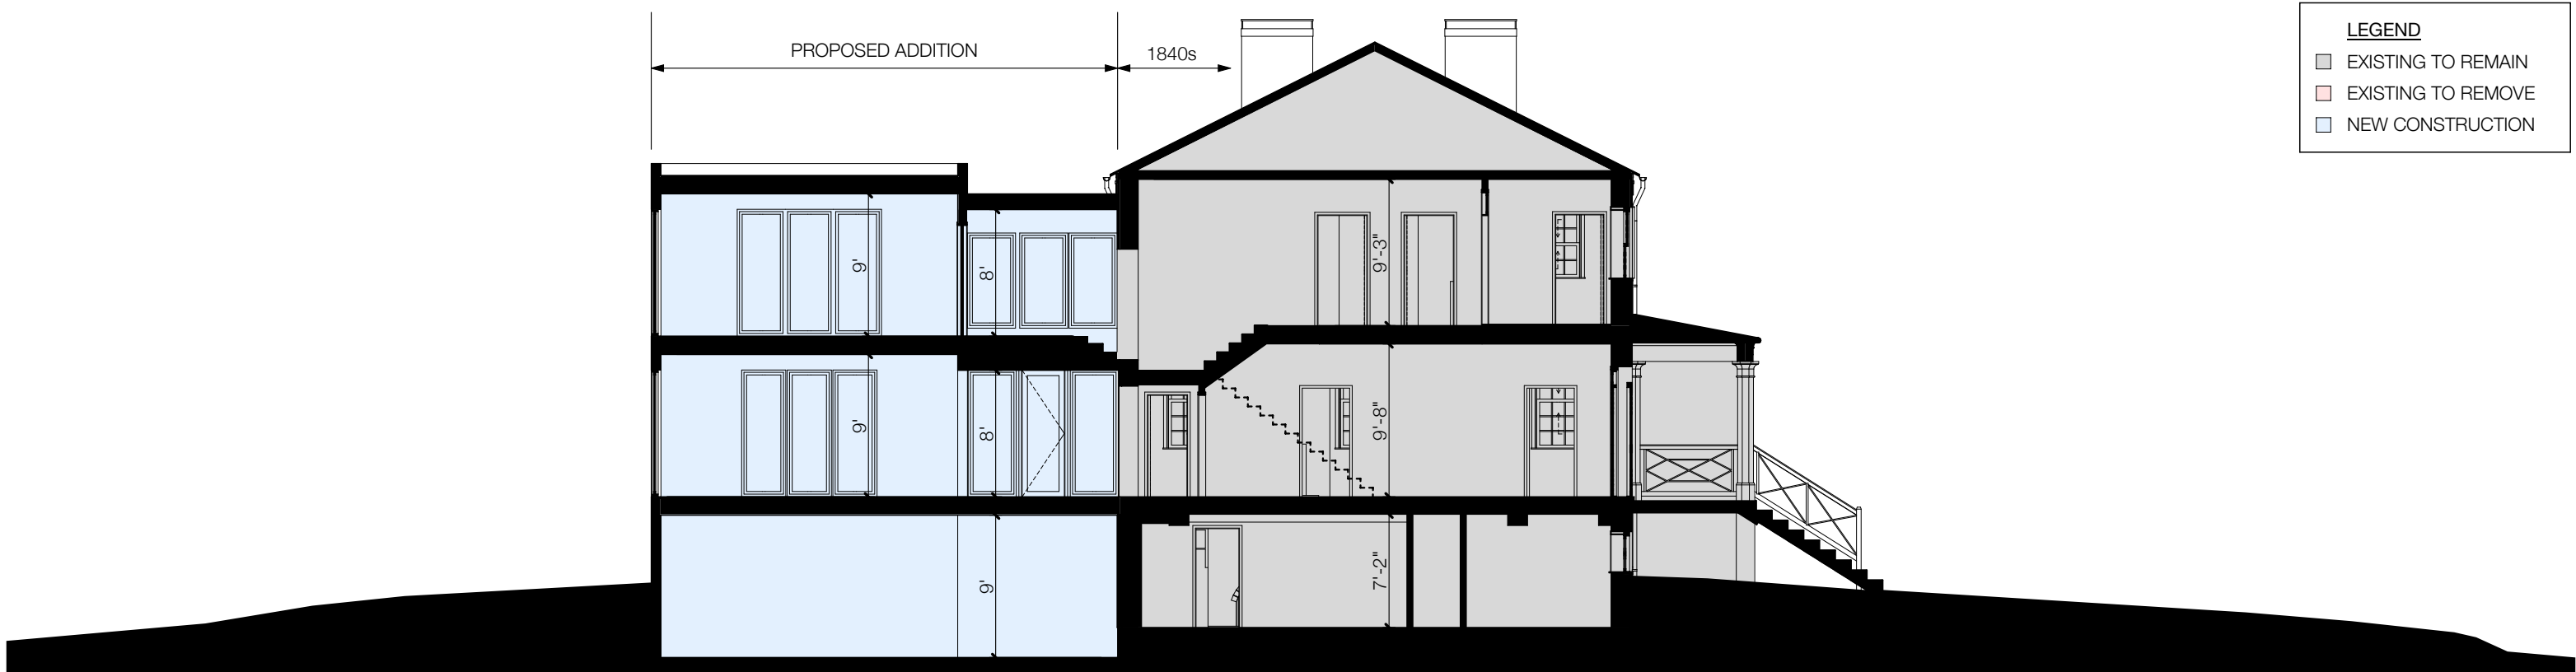 PROPOSED ADDITION
1840s
LEGEND
EXISTING TO REMAIN
EXISTING TO REMOVE
NEW CONSTRUCTION
9'
8'
9'-3"
9'
8'
9'-8"
9'
7'-2"